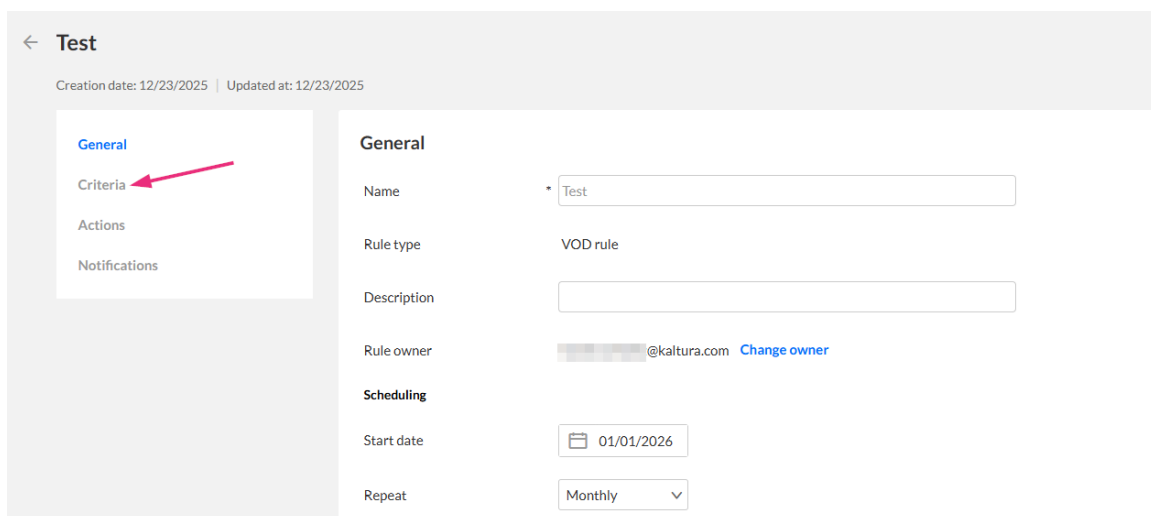 Test
Creation date: 12/23/2025 | Updated at: 12/23/2025
General
Criteria
Actions
Notifications
General
Name * Test
Rule type VOD rule
Description
Rule owner @kaltura.com Change owner
Scheduling
Start date 01/01/2026
Repeat Monthly